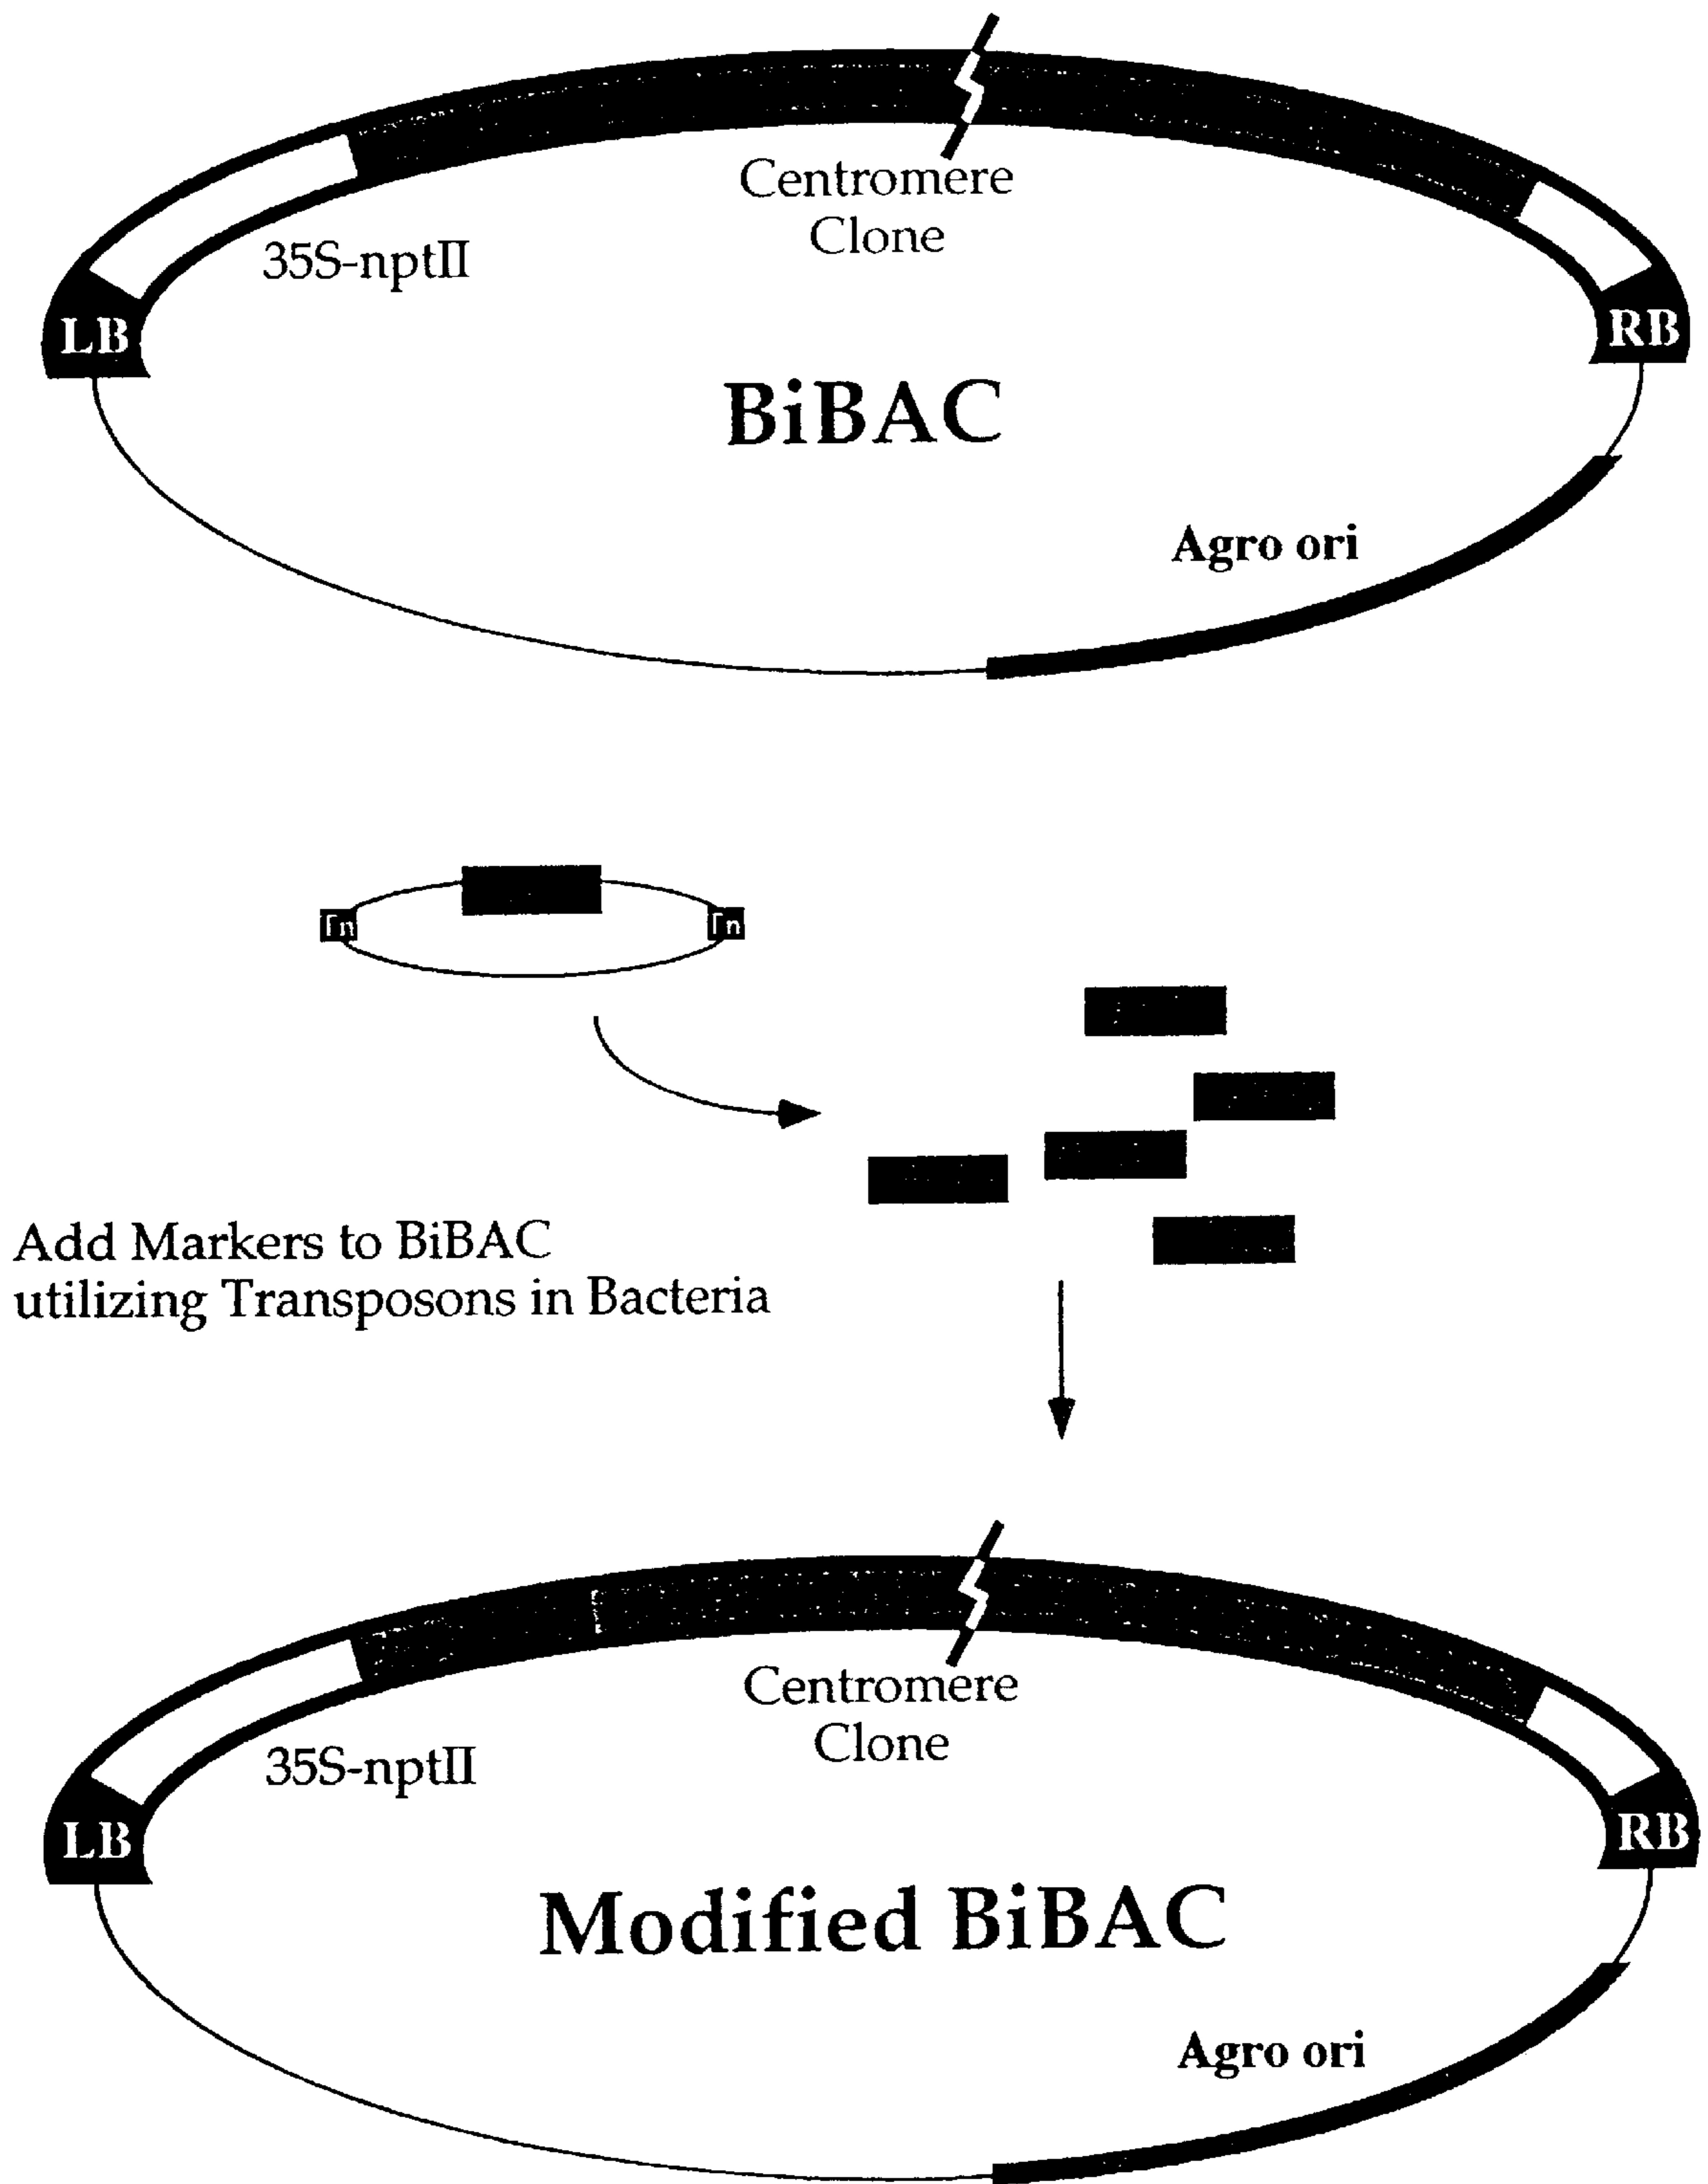 Centromere
Clone
35S-nptII
LB
RB
BiBAC
Agro ori
Tn
Tn
Add Markers to BiBAC
utilizing Transposons in Bacteria
Centromere
Clone
35S-nptII
LB
RB
Modified BiBAC
Agro ori